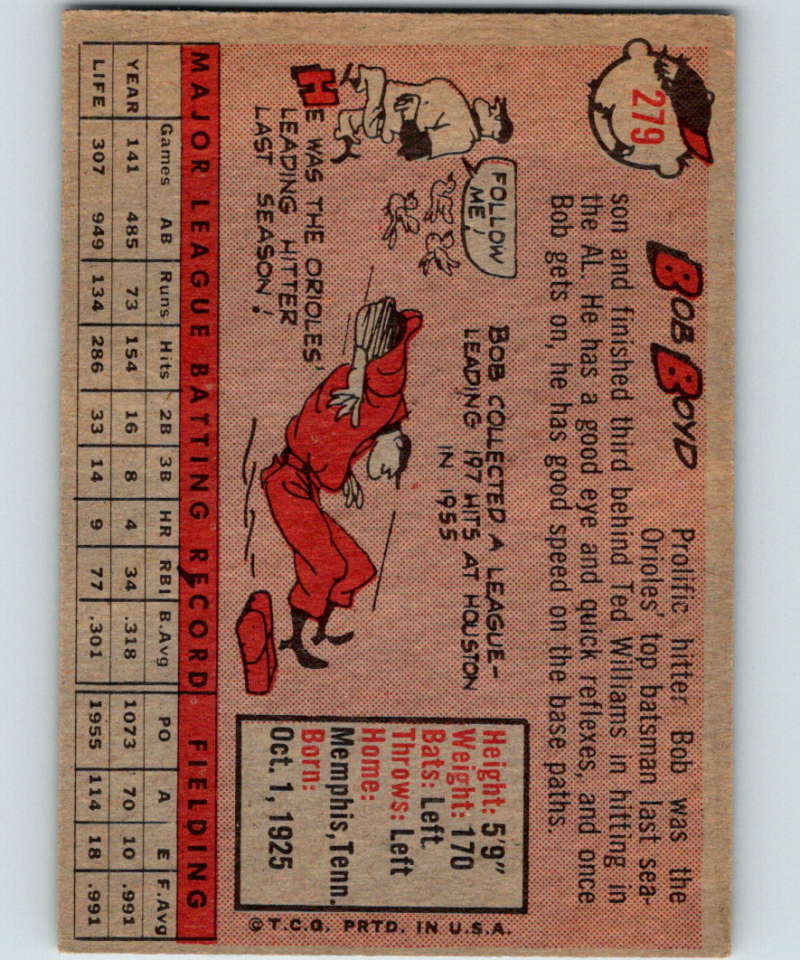 279
BOB BOYD
Prolific hitter Bob was the
Orioles' top batsman last sea-
son and finished third behind Ted Williams in hitting in
the AL. He has a good eye and quick reflexes, and once
Bob gets on, he has good speed on the base paths.
FOLLOW
ME!
HE WAS THE ORIOLES'
LEADING HITTER
LAST SEASON!
BOB COLLECTED A LEAGUE-
LEADING 197 HITS AT HOUSTON
IN 1955
Height: 5'9"
Weight: 170
Bats: Left
Throws: Left
Home:
Memphis, Tenn.
Born:
Oct. 1, 1925
© T.C.G. PRTD. IN U.S.A.
MAJOR LEAGUE BATTING RECORD FIELDING
Games AB Runs Hits 2B 3B HR RBI B.Avg PO A E F.Avg
YEAR 141 485 73 154 16 8 4 34 .318 1073 70 10 .991
LIFE 307 949 134 286 33 14 9 77 .301 1955 114 18 .991